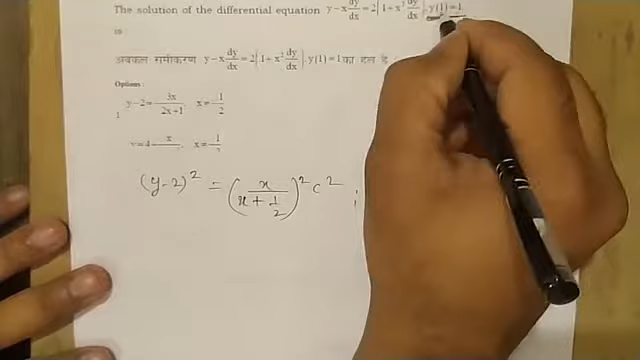 The solution of the differential equation y-x dy/dx = 2(1+x² dy/dx), y(1)=1
is
अवकल समीकरण y-x dy/dx = 2(1+x² dy/dx), y(1)=1 का हल है
Options:
1 y-2=-3x/2x+1, x≠-1/2
(y-2)² = (x/(x+1/2))² c² ;